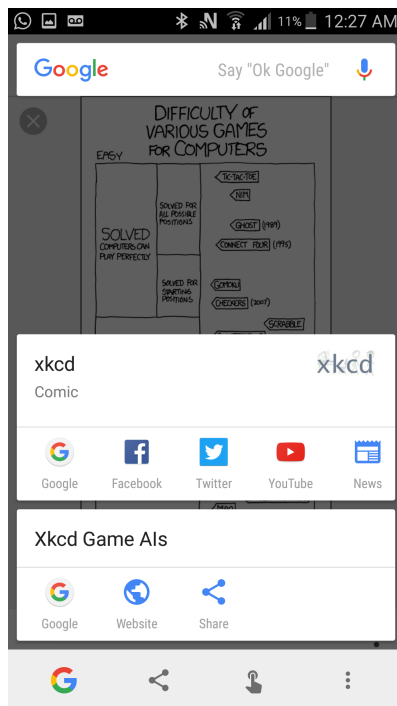 11% 12:27 AM
Google Say "Ok Google"
DIFFICULTY OF
VARIOUS GAMES
FOR COMPUTERS
EASY
TIC-TAC-TOE
NIM
SOLVED FOR
ALL POSSIBLE
POSITIONS
GHOST (1989)
SOLVED
COMPUTERS CAN
PLAY PERFECTLY
CONNECT FOUR (1995)
SOLVED FOR
STARTING
POSITIONS
GOMOKU
CHECKERS (2007)
SCRABBLE
xkcd
xkcd
Comic
Google Facebook Twitter YouTube News
MAO
Xkcd Game AIs
Google Website Share